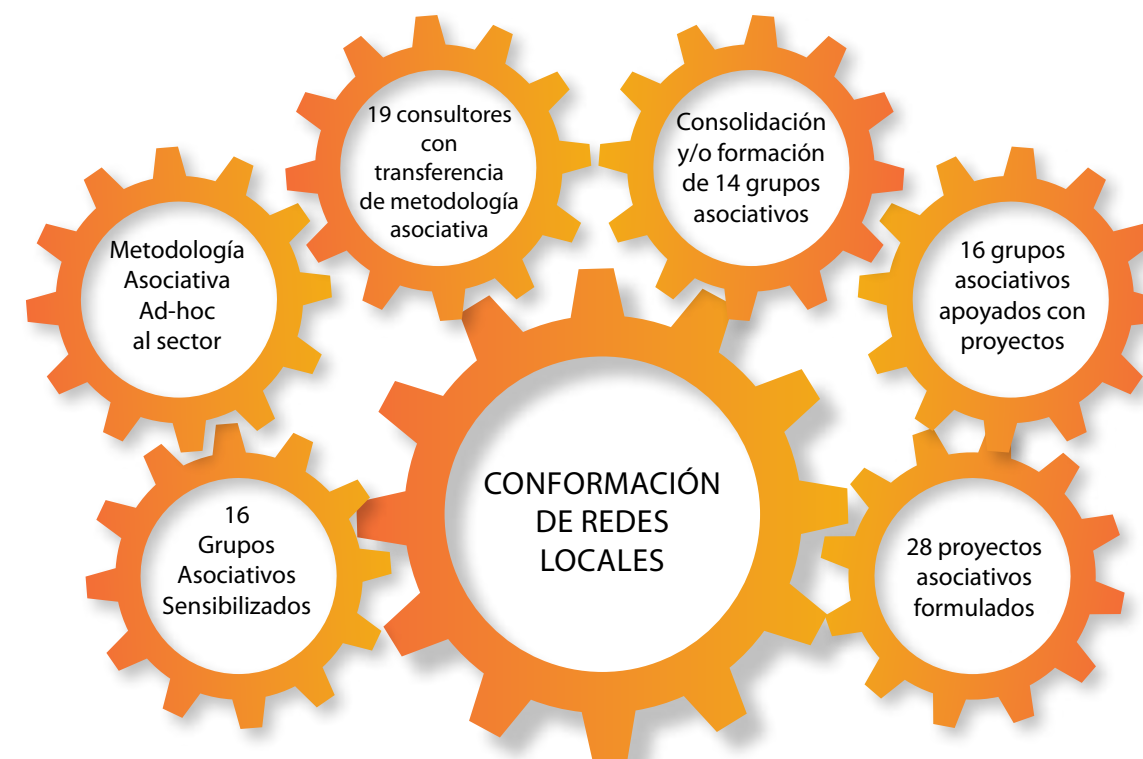 19 consultores
con
transferencia
de metodología
asociativa
Consolidación
y/o formación
de 14 grupos
asociativos
Metodología
Asociativa
Ad-hoc
al sector
16 grupos
asociativos
apoyados con
proyectos
CONFORMACIÓN
DE REDES
LOCALES
16
Grupos
Asociativos
Sensibilizados
28 proyectos
asociativos
formulados